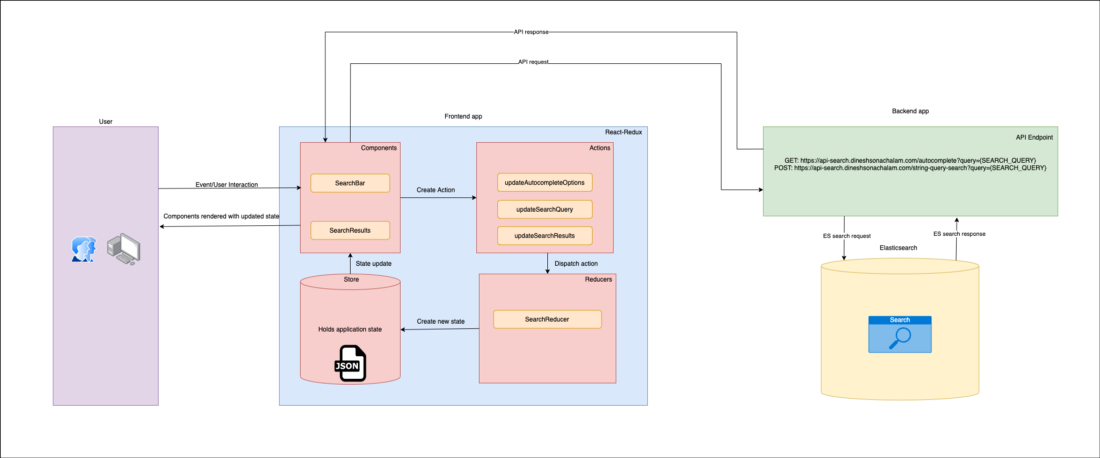 API response
API request
User
Frontend app
Backend app
React-Redux
API Endpoint
Components
Actions
GET: https://api-search.dineshsonachalam.com/autocomplete?query={SEARCH_QUERY}
POST: https://api-search.dineshsonachalam.com/string-query-search?query={SEARCH_QUERY}
Event/User Interaction
SearchBar
Create Action
updateAutocompleteOptions
updateSearchQuery
Components rendered with updated state
SearchResults
updateSearchResults
ES search request
ES search response
Elasticsearch
State update
Dispatch action
Store
Reducers
Holds application state
Create new state
SearchReducer
Search
JSON